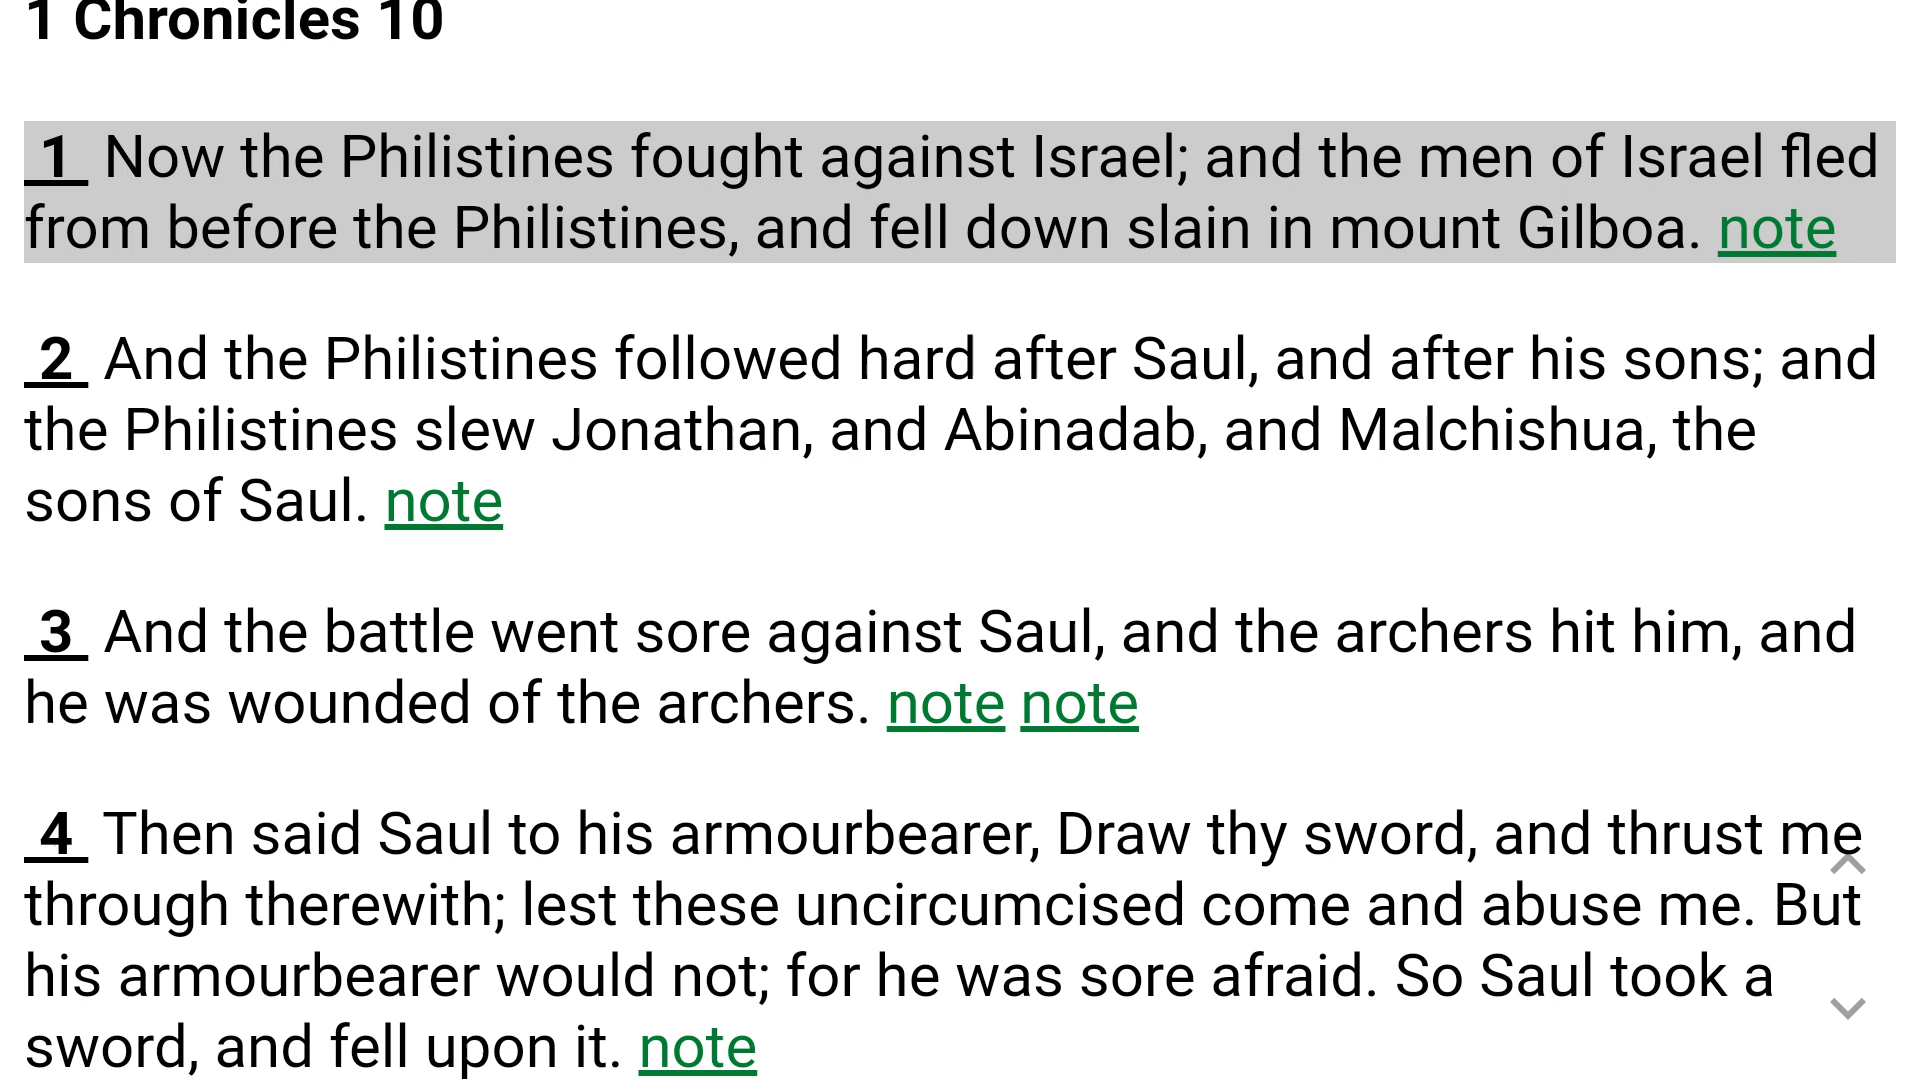 1 Chronicles 10
1 Now the Philistines fought against Israel; and the men of Israel fled
from before the Philistines, and fell down slain in mount Gilboa. note
2 And the Philistines followed hard after Saul, and after his sons; and
the Philistines slew Jonathan, and Abinadab, and Malchishua, the
sons of Saul. note
3 And the battle went sore against Saul, and the archers hit him, and
he was wounded of the archers. note note
4 Then said Saul to his armourbearer, Draw thy sword, and thrust me
through therewith; lest these uncircumcised come and abuse me. But
his armourbearer would not; for he was sore afraid. So Saul took a
sword, and fell upon it. note